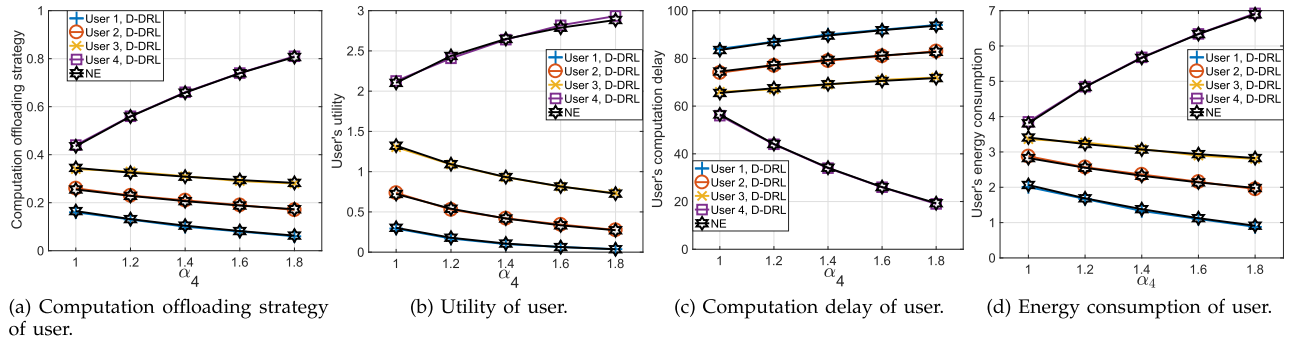 Computation offloading strategy
1
0.8
0.6
0.4
0.2
0
User 1, D-DRL
User 2, D-DRL
User 3, D-DRL
User 4, D-DRL
NE
1 1.2 1.4 1.6 1.8
α4
(a) Computation offloading strategy
of user.
User's utility
3
2.5
2
1.5
1
0.5
0
User 1, D-DRL
User 2, D-DRL
User 3, D-DRL
User 4, D-DRL
NE
1 1.2 1.4 1.6 1.8
α4
(b) Utility of user.
User's computation delay
100
80
60
40
20
0
User 1, D-DRL
User 2, D-DRL
User 3, D-DRL
User 4, D-DRL
NE
1 1.2 1.4 1.6 1.8
α4
(c) Computation delay of user.
User's energy consumption
7
6
5
4
3
2
1
0
User 1, D-DRL
User 2, D-DRL
User 3, D-DRL
User 4, D-DRL
NE
1 1.2 1.4 1.6 1.8
α4
(d) Energy consumption of user.